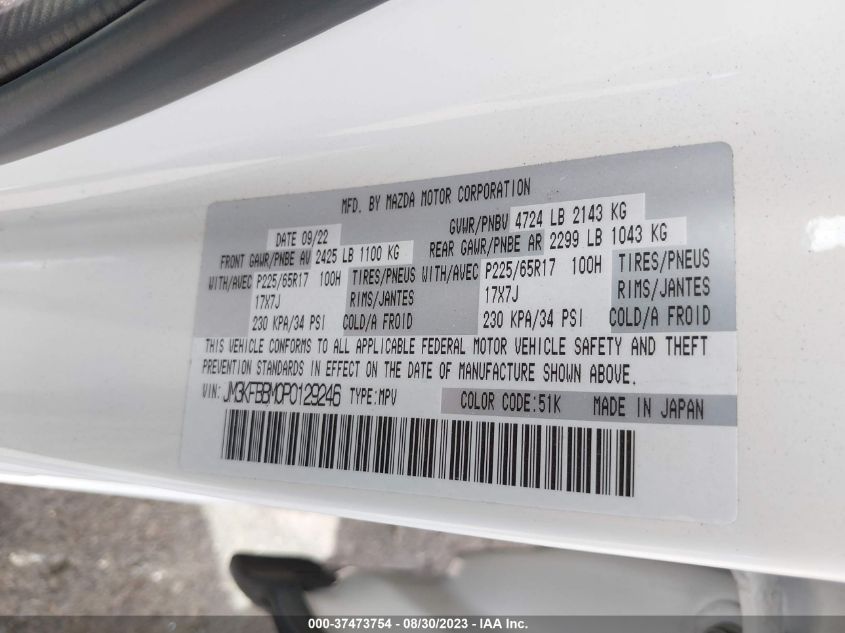 MFD. BY MAZDA MOTOR CORPORATION
DATE 09/22 GVWR/PNBV 4724 LB 2143 KG
FRONT GAWR/PNBE AV 2425 LB 1100 KG REAR GAWR/PNBE AR 2299 LB 1043 KG
WITH/AVEC P225/65R17 100H TIRES/PNEUS WITH/AVEC P225/65R17 100H TIRES/PNEUS
17X7J RIMS/JANTES 17X7J RIMS/JANTES
230 KPA/34 PSI COLD/A FROID 230 KPA/34 PSI COLD/A FROID
THIS VEHICLE CONFORMS TO ALL APPLICABLE FEDERAL MOTOR VEHICLE SAFETY AND THEFT
PREVENTION STANDARDS IN EFFECT ON THE DATE OF MANUFACTURE SHOWN ABOVE.
VIN: JM3KFBBM0P0129246 TYPE:MPV COLOR CODE:51K MADE IN JAPAN
000-37473754 - 08/30/2023 - IAA Inc.